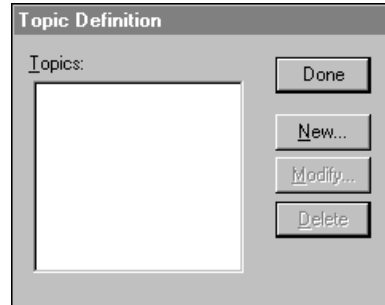 Topic Definition
Topics:
Done
New...
Modify...
Delete